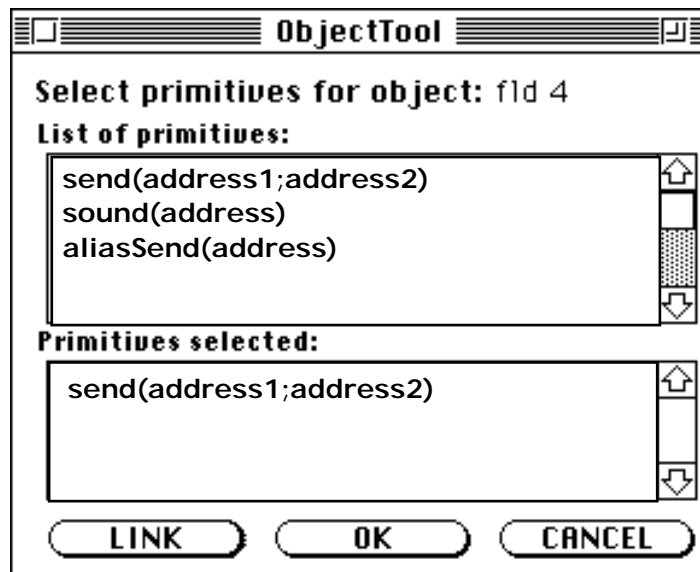 ObjectTool
Select primitives for object: fld 4
List of primitives:
send(address1;address2)
sound(address)
aliasSend(address)
Primitives selected:
send(address1;address2)
LINK OK CANCEL